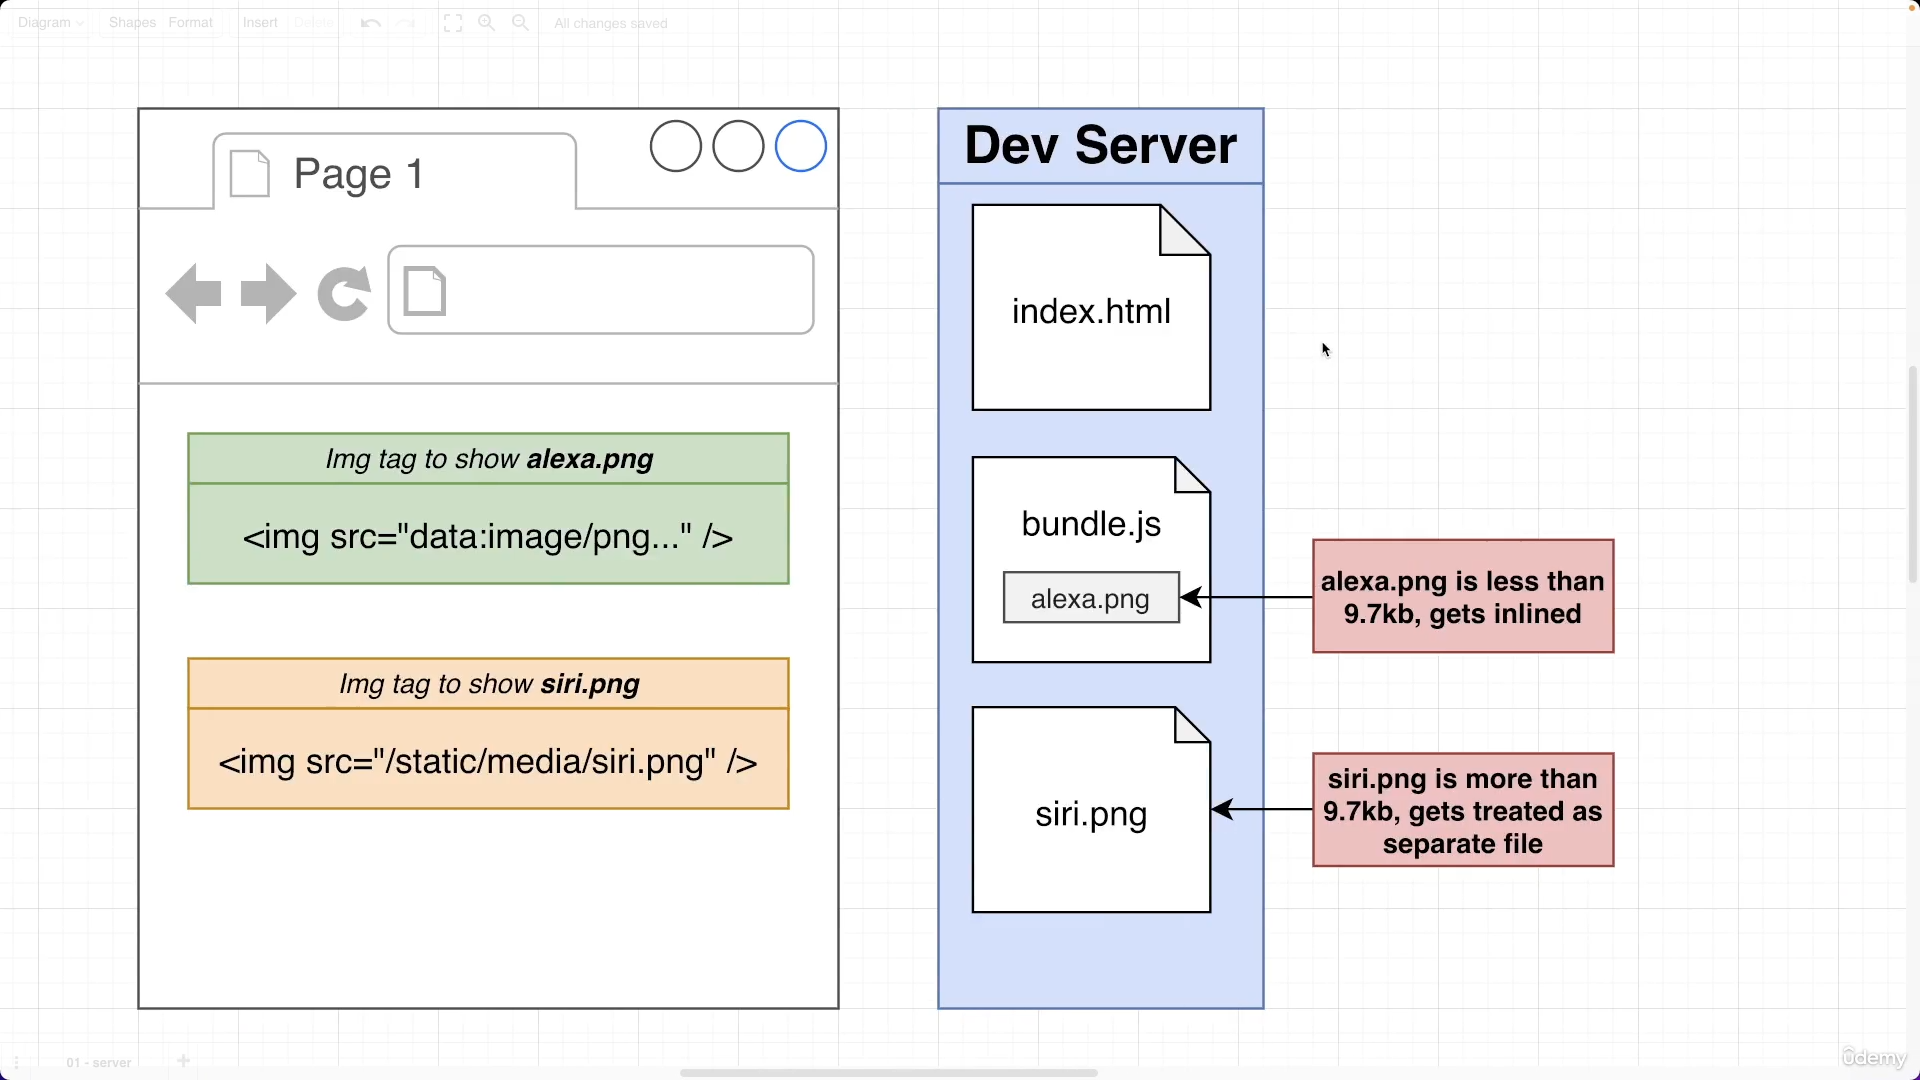 Diagram Shapes Format Insert Delete All changes saved
Page 1
Img tag to show alexa.png
<img src="data:image/png..." />
Img tag to show siri.png
<img src="/static/media/siri.png" />
Dev Server
index.html
bundle.js
alexa.png
siri.png
alexa.png is less than
9.7kb, gets inlined
siri.png is more than
9.7kb, gets treated as
separate file
01 - server
ûdemy